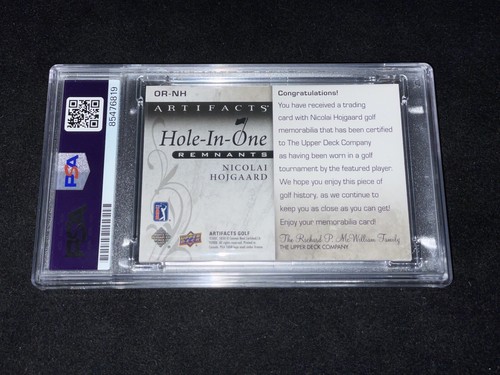 85476819
PSA
OR-NH
ARTIFACTS
Hole-In-One
REMNANTS
NICOLAI
HOJGAARD
PGA TOUR
UPPER DECK
ARTIFACTS GOLF
Congratulations!
You have received a trading
card with Nicolai Hojgaard golf
memorabilia that has been certified
to The Upper Deck Company
as having been worn in a golf
tournament by the featured player.
We hope you enjoy this piece of
golf history, as we continue to
keep you as close as you can get!
Enjoy your memorabilia card!
The Richard P. McWilliam Family
THE UPPER DECK COMPANY